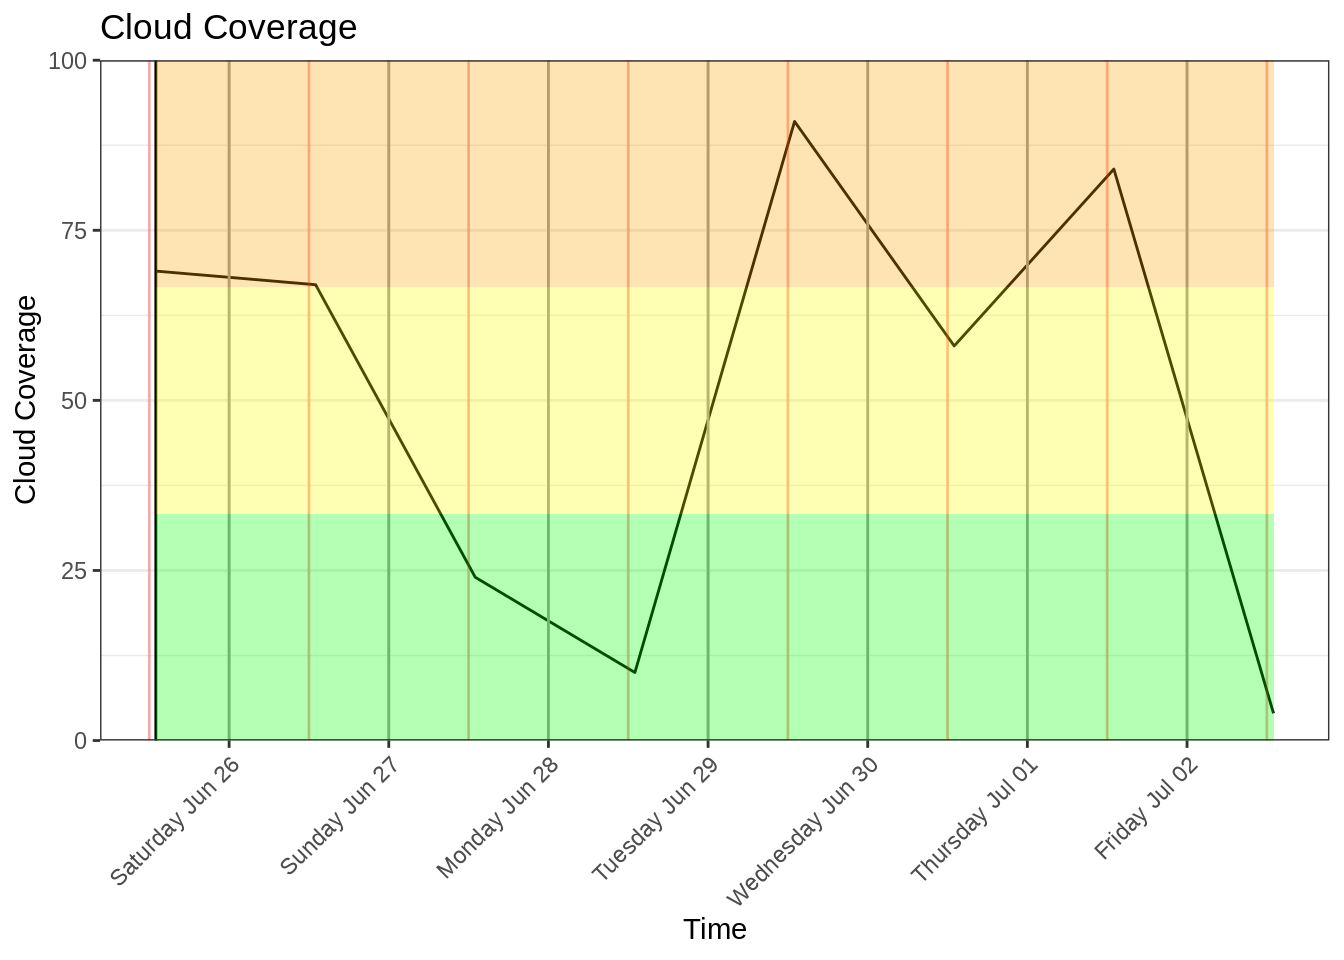 Cloud Coverage
100
75
50
25
0
Cloud Coverage
Saturday Jun 26
Sunday Jun 27
Monday Jun 28
Tuesday Jun 29
Wednesday Jun 30
Thursday Jul 01
Friday Jul 02
Time